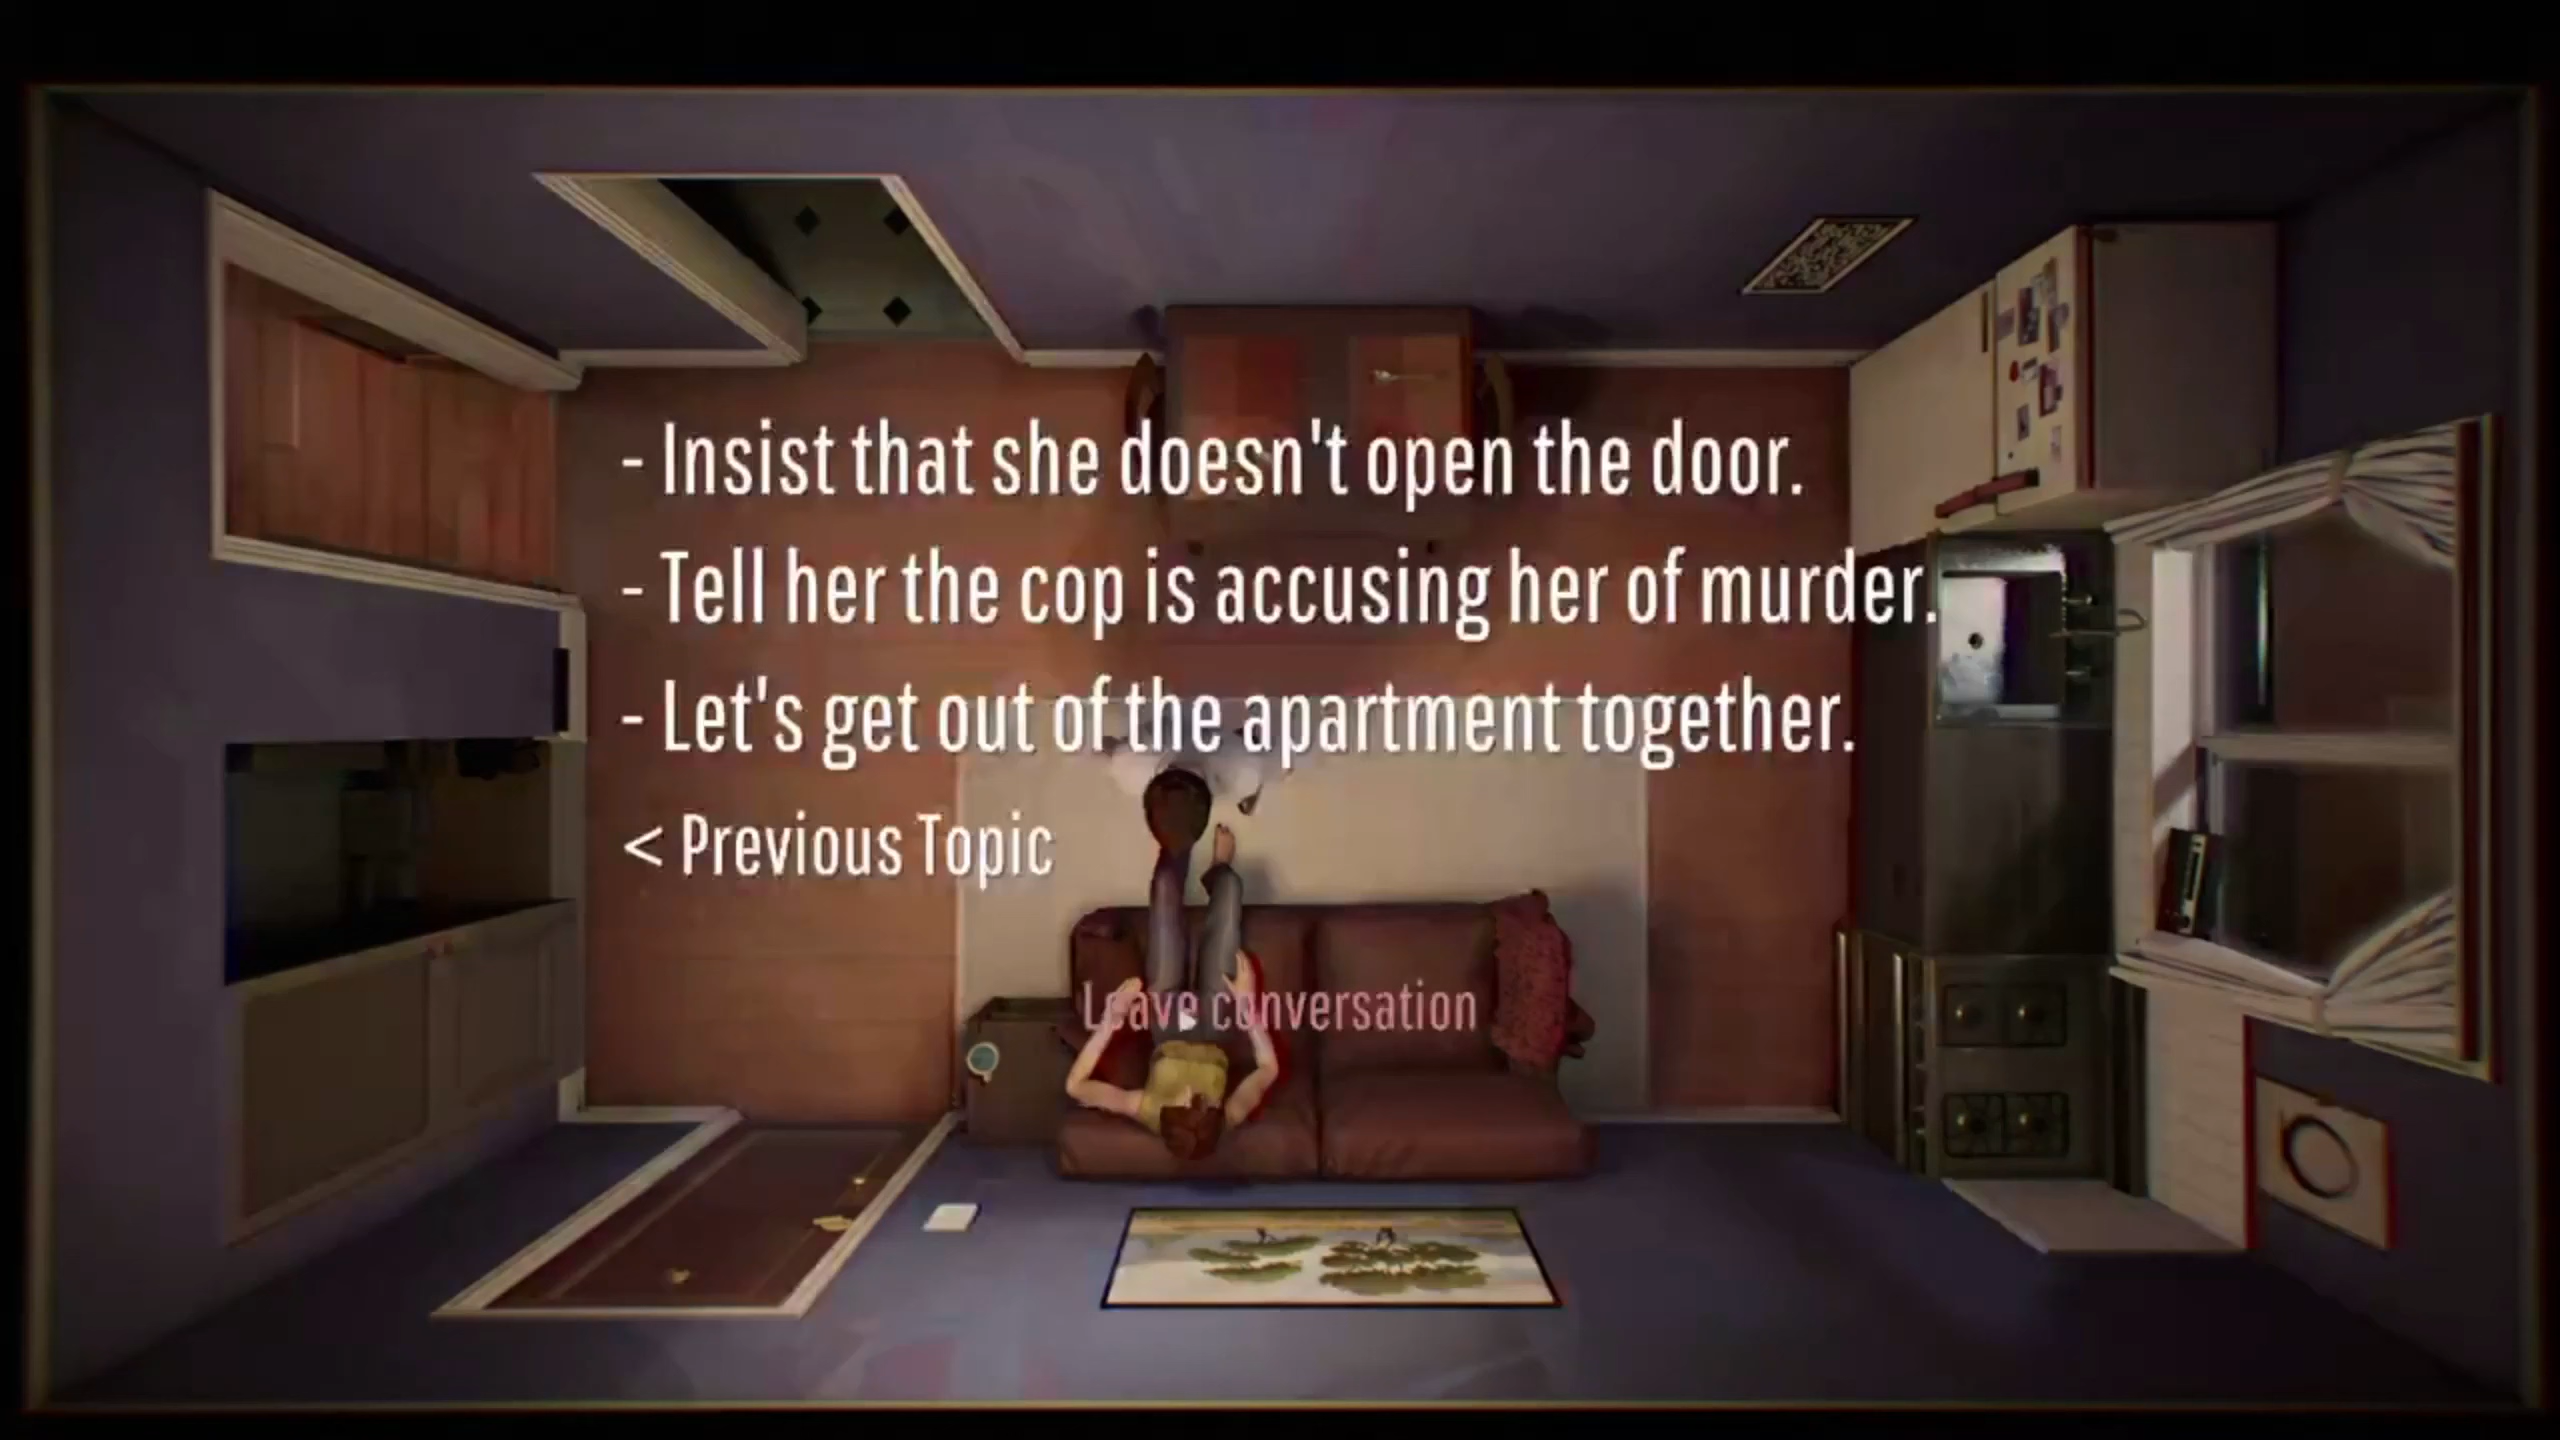 - Insist that she doesn't open the door.
- Tell her the cop is accusing her of murder.
- Let's get out of the apartment together.
< Previous Topic
Leave conversation